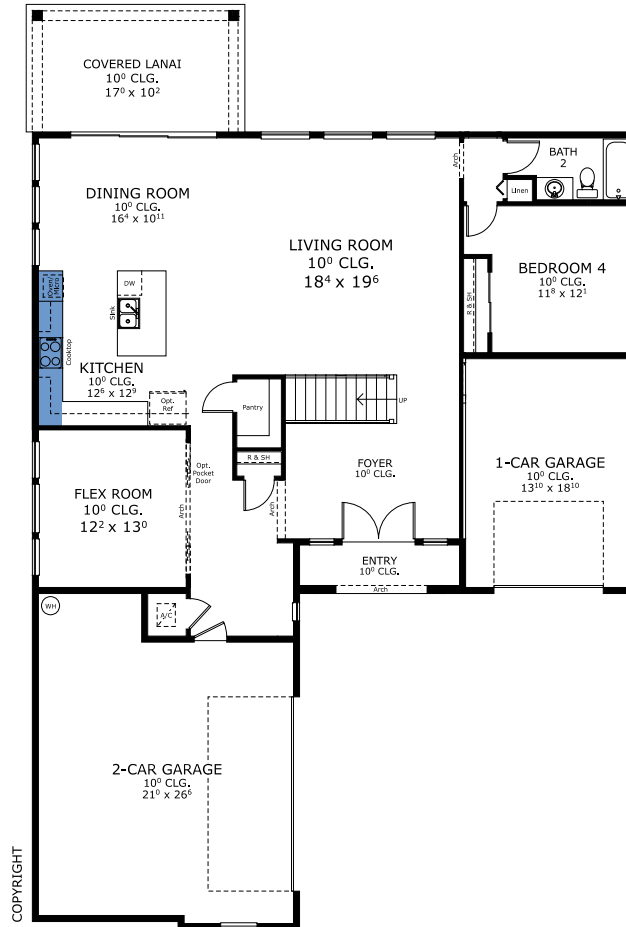 COVERED LANAI
10⁰ CLG.
17⁰ x 10²
BATH
2
Arch
Linen
DINING ROOM
10⁰ CLG.
16⁴ x 10¹¹
LIVING ROOM
10⁰ CLG.
18⁴ x 19⁶
BEDROOM 4
10⁰ CLG.
11⁸ x 12¹
R & SH
Oven/
Micro
DW
Sink
Cooktop
KITCHEN
10⁰ CLG.
12⁶ x 12⁹
Opt.
Ref
Pantry
UP
R & SH
FOYER
10⁰ CLG.
1-CAR GARAGE
10⁰ CLG.
13¹⁰ x 18¹⁰
Opt.
Pocket
Door
FLEX ROOM
10⁰ CLG.
12² x 13⁰
Arch
Arch
ENTRY
10⁰ CLG.
Arch
WH
A/C
2-CAR GARAGE
10⁰ CLG.
21⁰ x 26⁶
COPYRIGHT